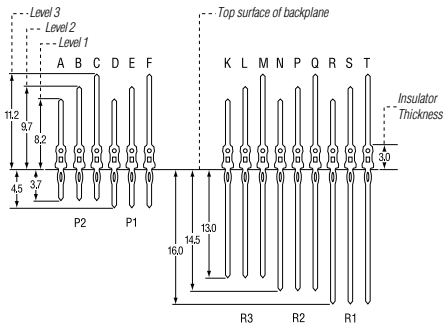 Level 3
Level 2
Level 1
Top surface of backplane
A B C D E F
K L M N P Q R S T
Insulator
Thickness
11.2
9.7
8.2
3.0
4.5
3.7
P2 P1
13.0
14.5
16.0
R3 R2 R1